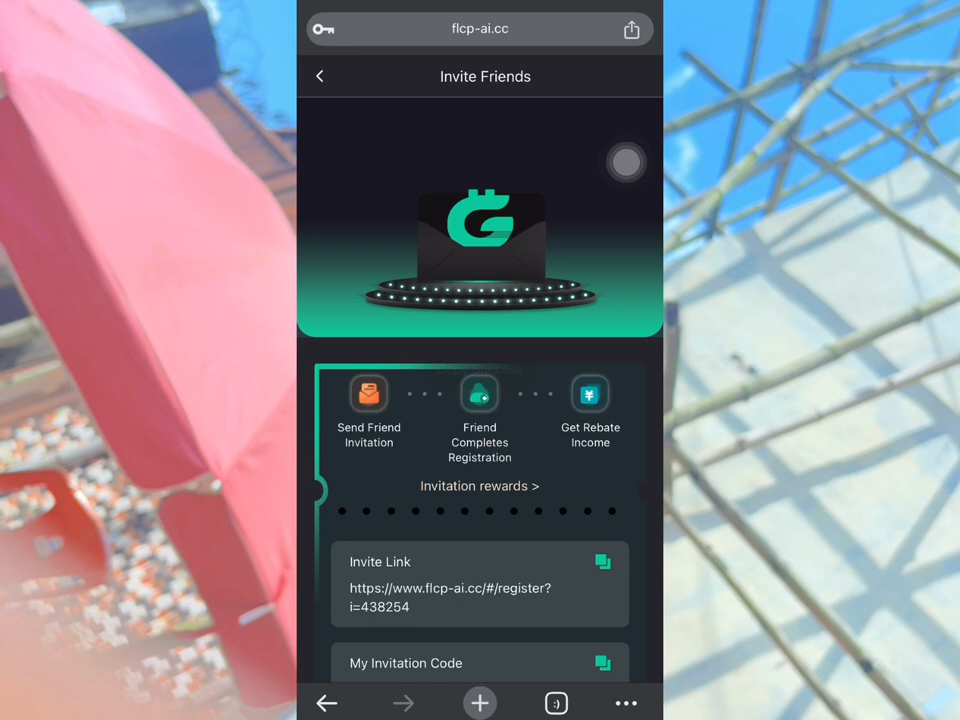 flcp-ai.cc
Invite Friends
Send Friend
Invitation
Friend
Completes
Registration
Get Rebate
Income
Invitation rewards >
Invite Link
https://www.flcp-ai.cc/#/register?
i=438254
My Invitation Code